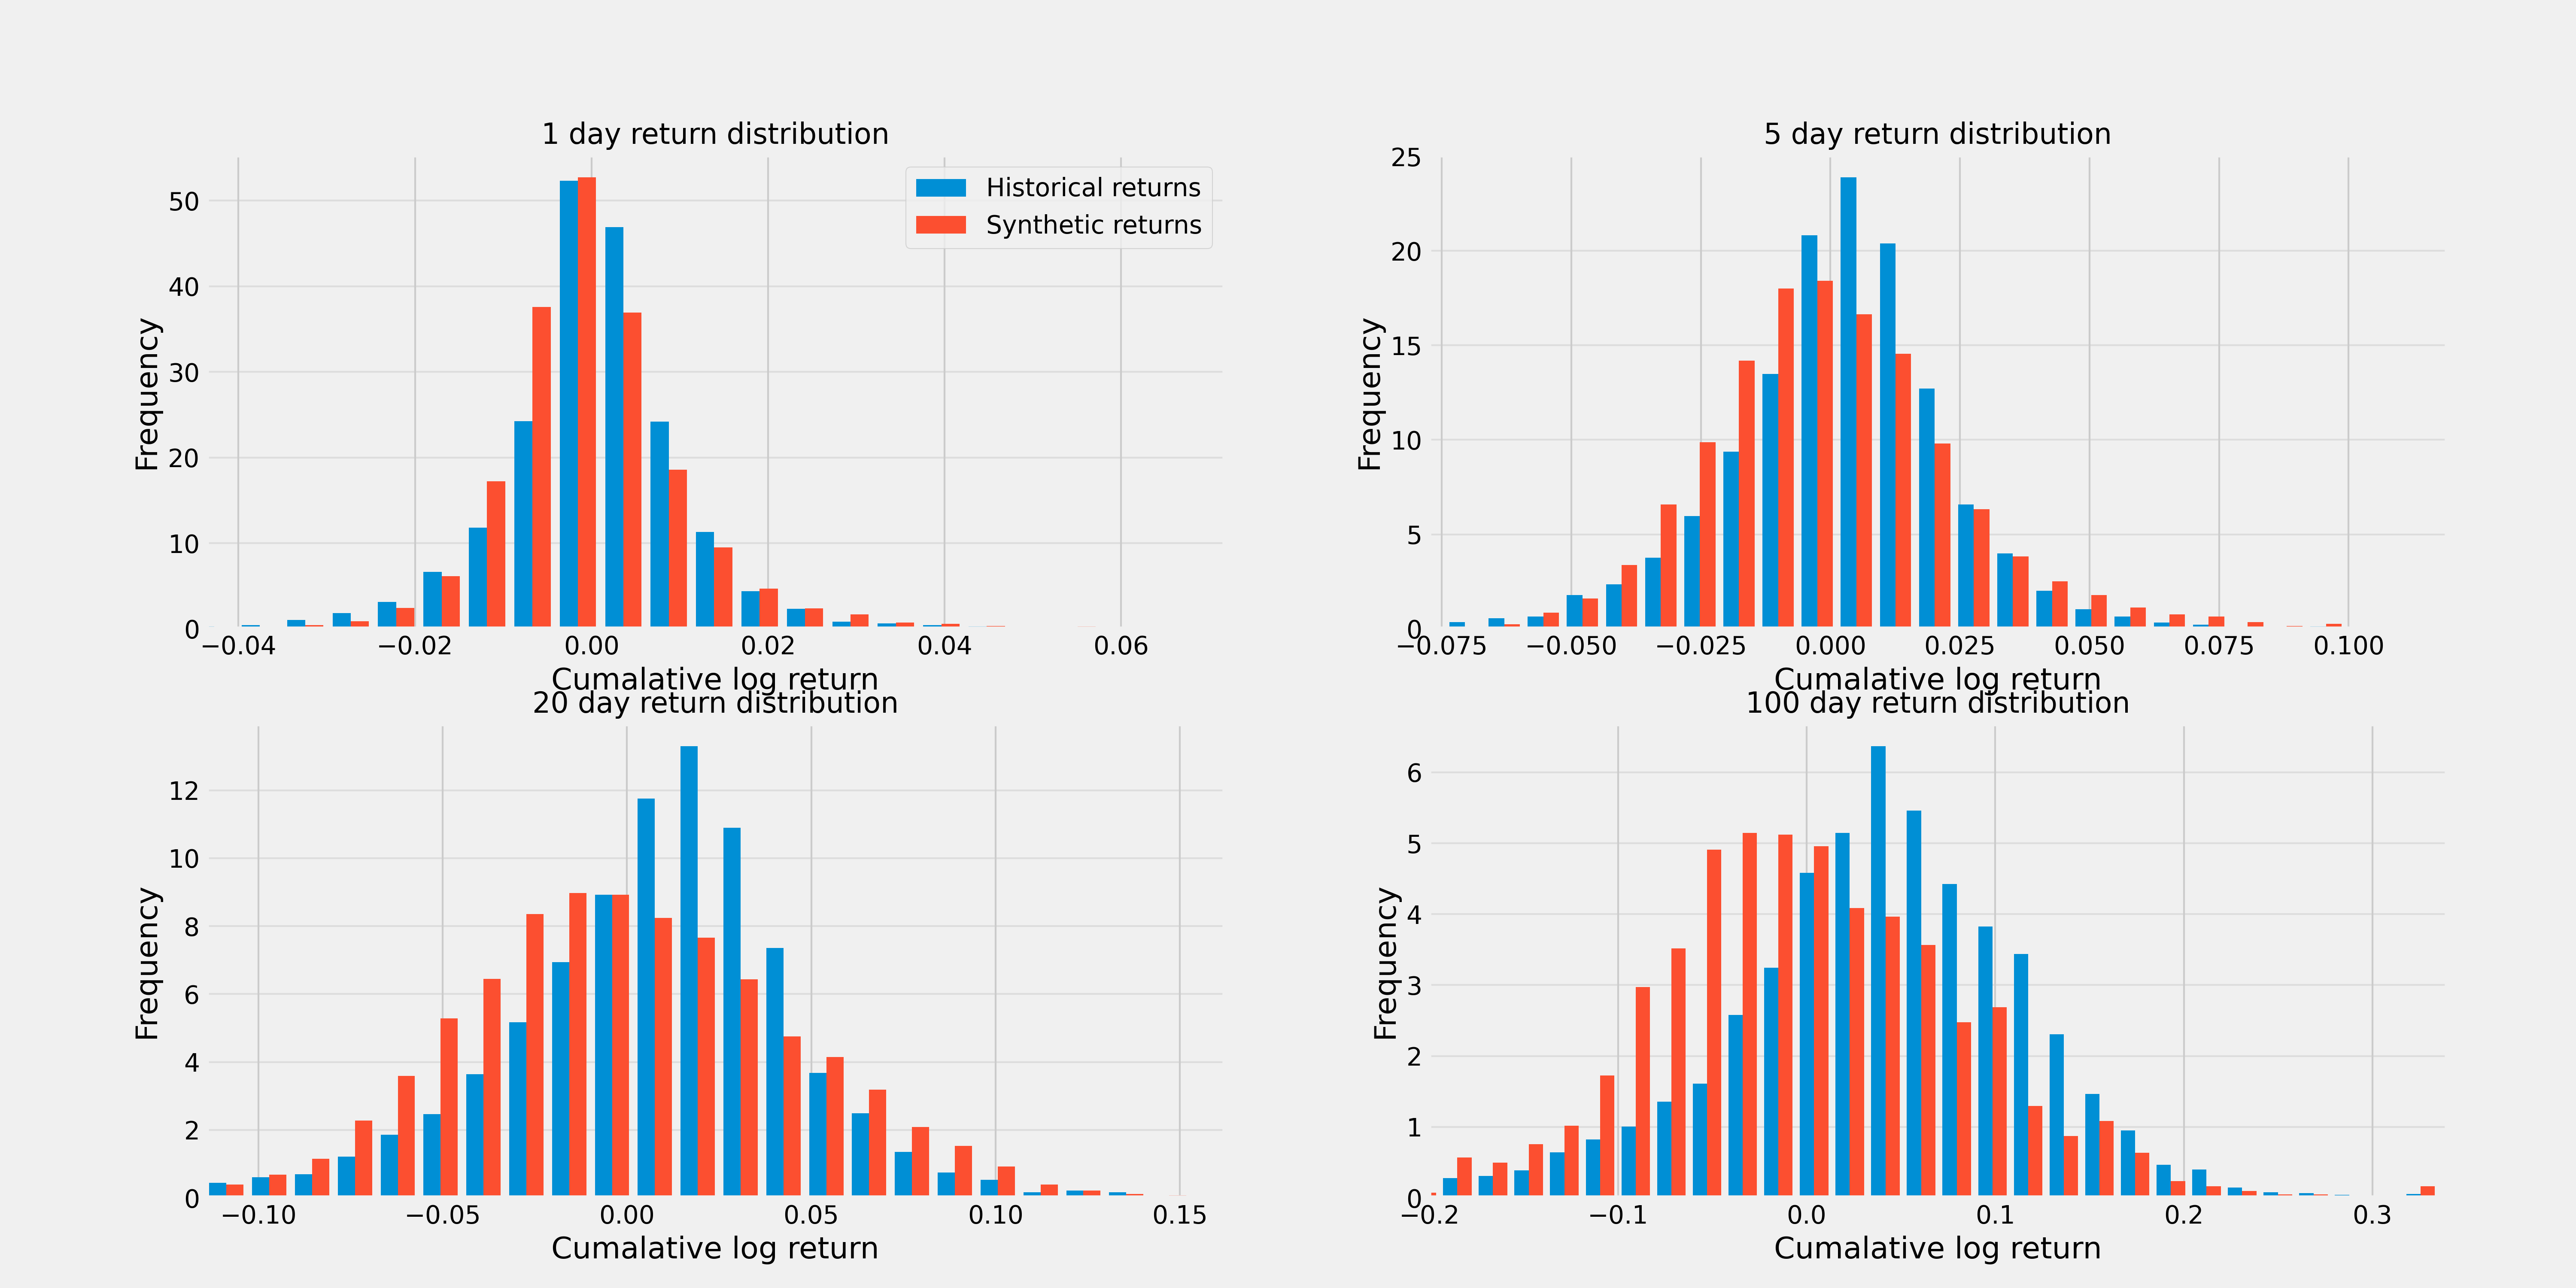 1 day return distribution
Historical returns
Synthetic returns
Frequency
50
40
30
20
10
0
−0.04 −0.02 0.00 0.02 0.04 0.06
Cumalative log return
5 day return distribution
Frequency
25
20
15
10
5
0
−0.075 −0.050 −0.025 0.000 0.025 0.050 0.075 0.100
Cumalative log return
20 day return distribution
Frequency
12
10
8
6
4
2
0
−0.10 −0.05 0.00 0.05 0.10 0.15
Cumalative log return
100 day return distribution
Frequency
6
5
4
3
2
1
0
−0.2 −0.1 0.0 0.1 0.2 0.3
Cumalative log return